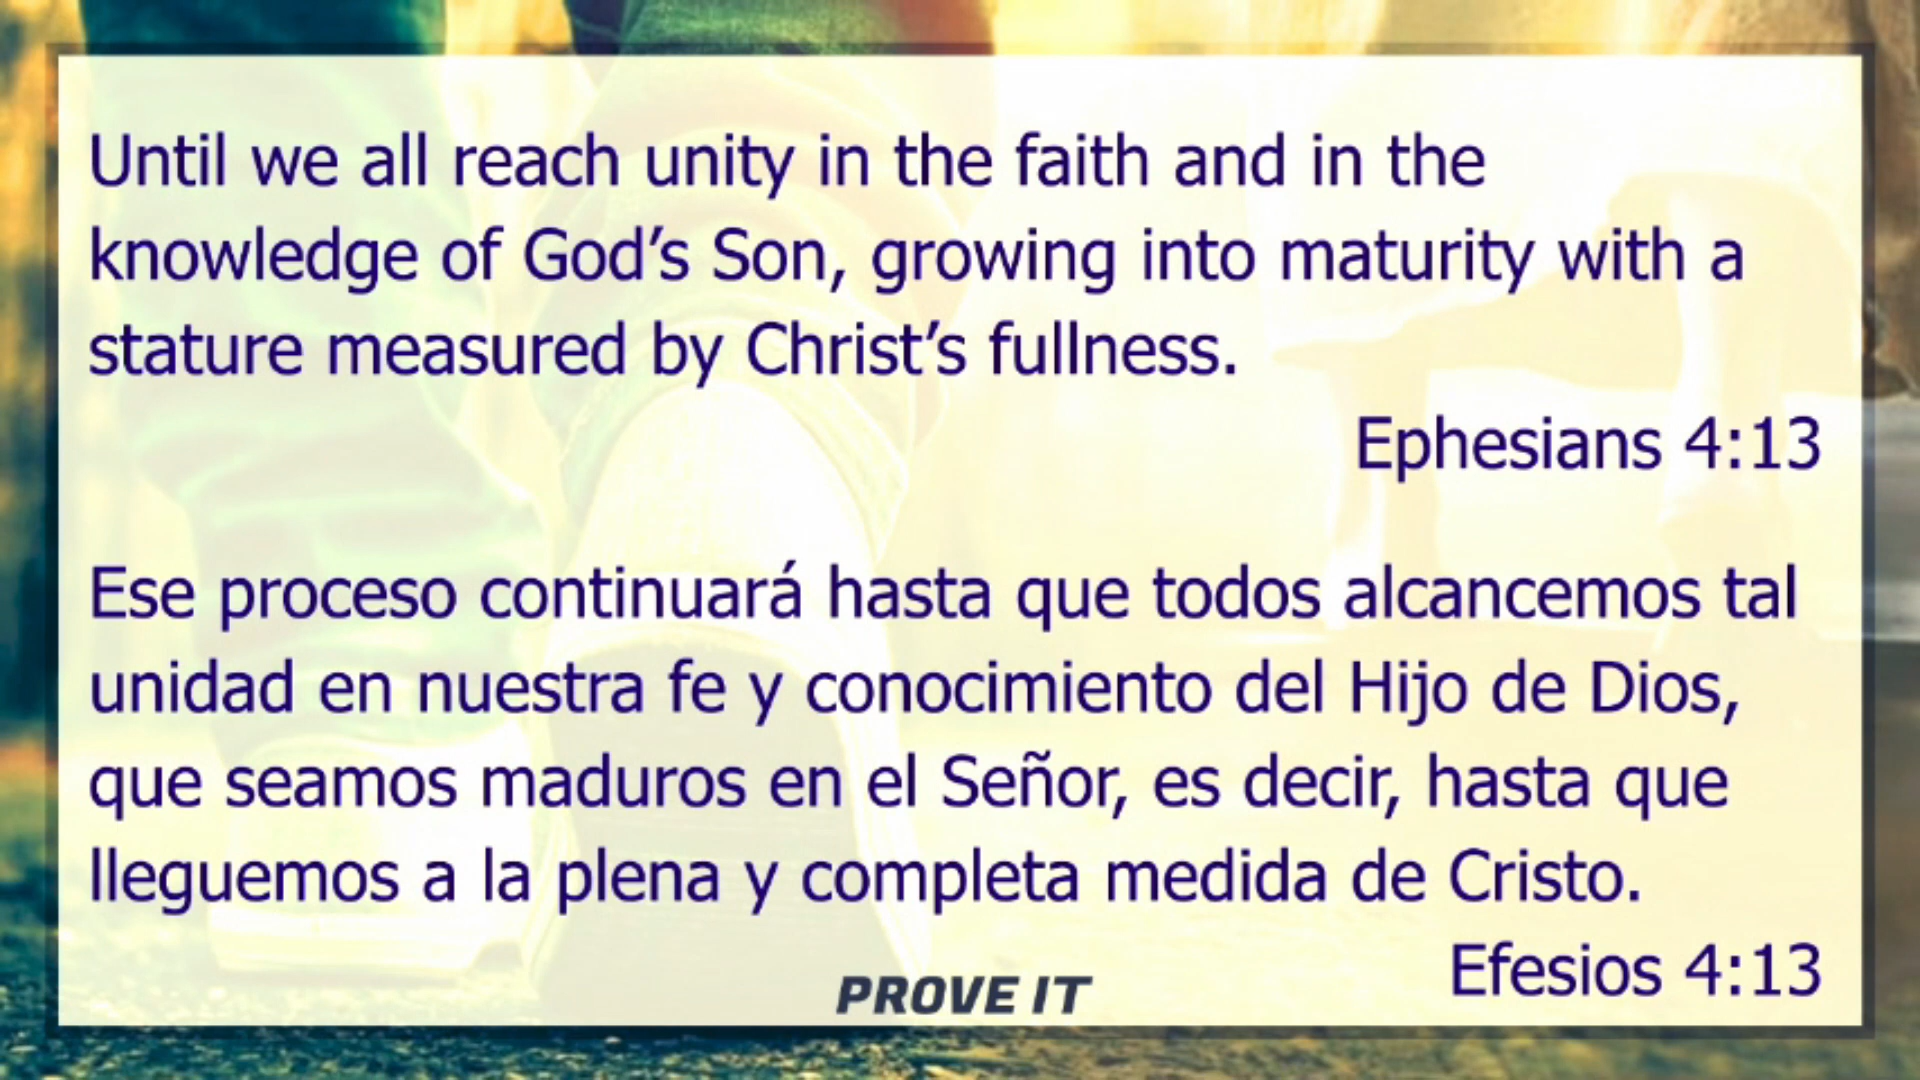 Until we all reach unity in the faith and in the
knowledge of God’s Son, growing into maturity with a
stature measured by Christ’s fullness.
Ephesians 4:13
Ese proceso continuará hasta que todos alcancemos tal
unidad en nuestra fe y conocimiento del Hijo de Dios,
que seamos maduros en el Señor, es decir, hasta que
lleguemos a la plena y completa medida de Cristo.
Efesios 4:13
PROVE IT